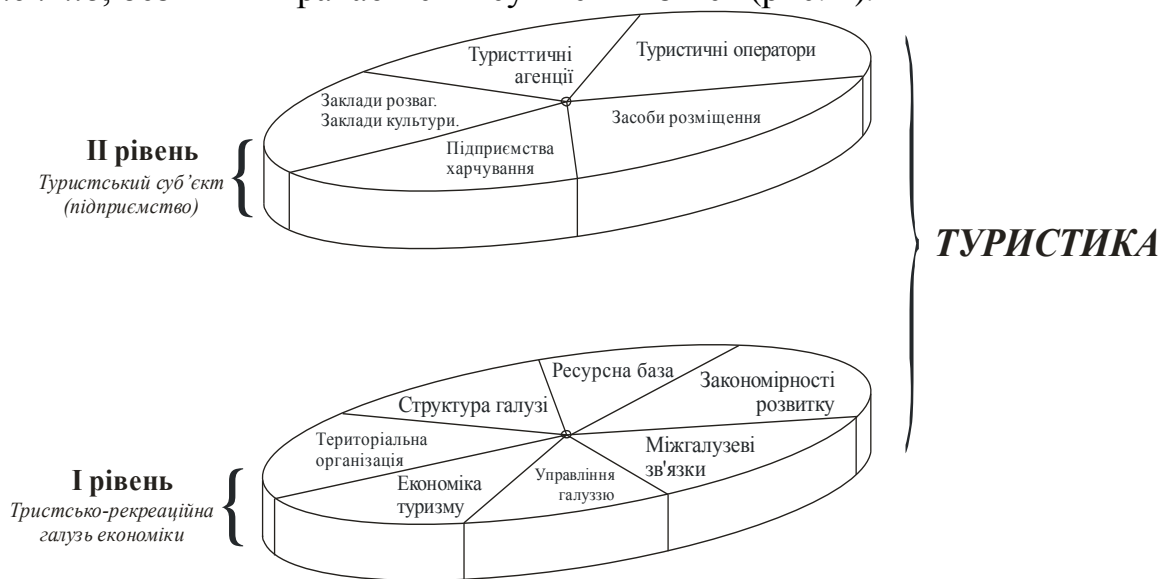 Туристтичні
агенції
Туристичні оператори
Заклади розваг.
Заклади культури.
Засоби розміщення
Підприємства
харчування
ІІ рівень
Туристський суб’єкт
(підприємство)
ТУРИСТИКА
Ресурсна база
Закономірності
розвитку
Структура галузі
Територіальна
організація
Міжгалузеві
зв'язки
Економіка
туризму
Управління
галуззю
І рівень
Тристсько-рекреаційна
галузь економіки